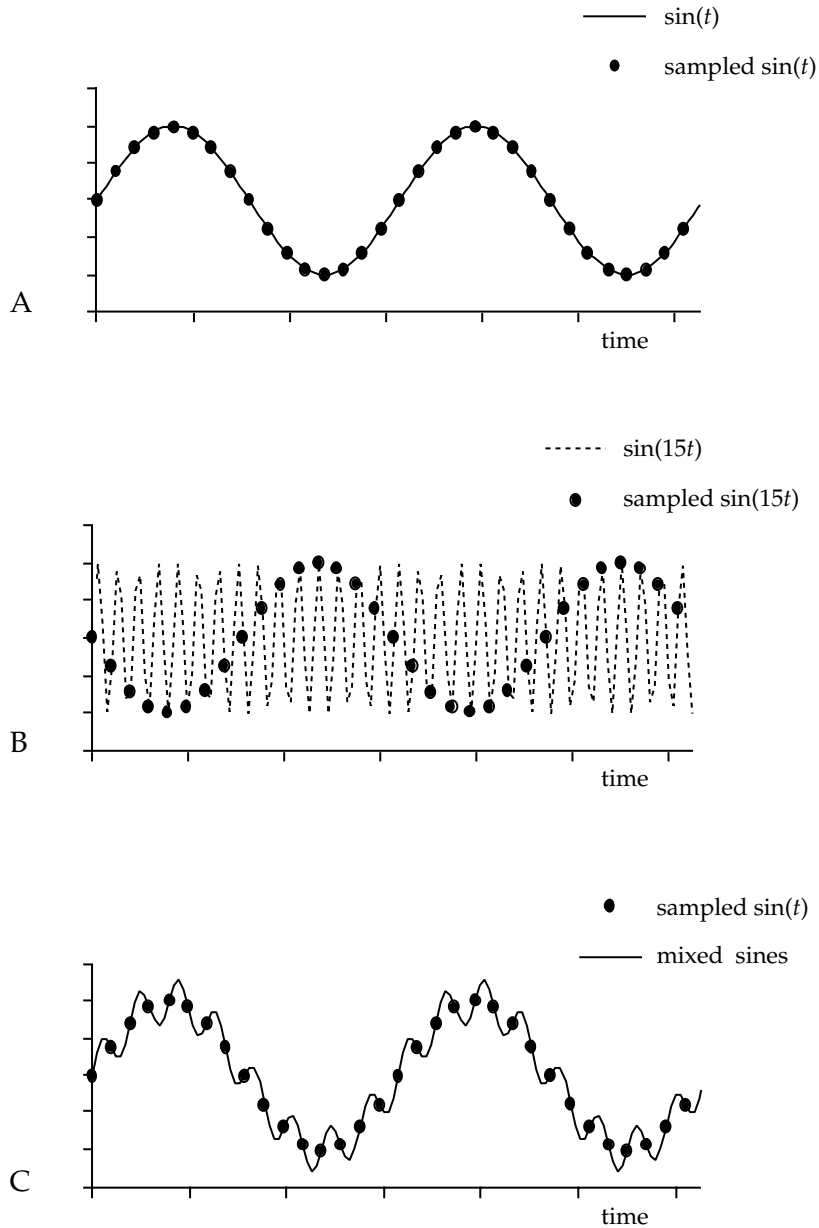 sin(t)
sampled sin(t)
A
time
sin(15t)
sampled sin(15t)
B
time
sampled sin(t)
mixed sines
C
time